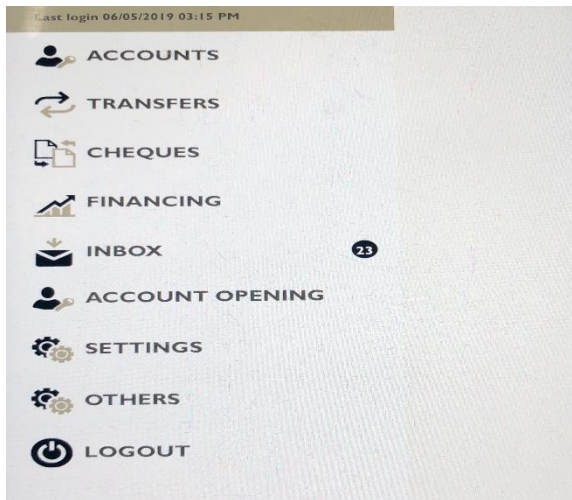 Last login 06/05/2019 03:15 PM
ACCOUNTS
TRANSFERS
CHEQUES
FINANCING
INBOX 23
ACCOUNT OPENING
SETTINGS
OTHERS
LOGOUT